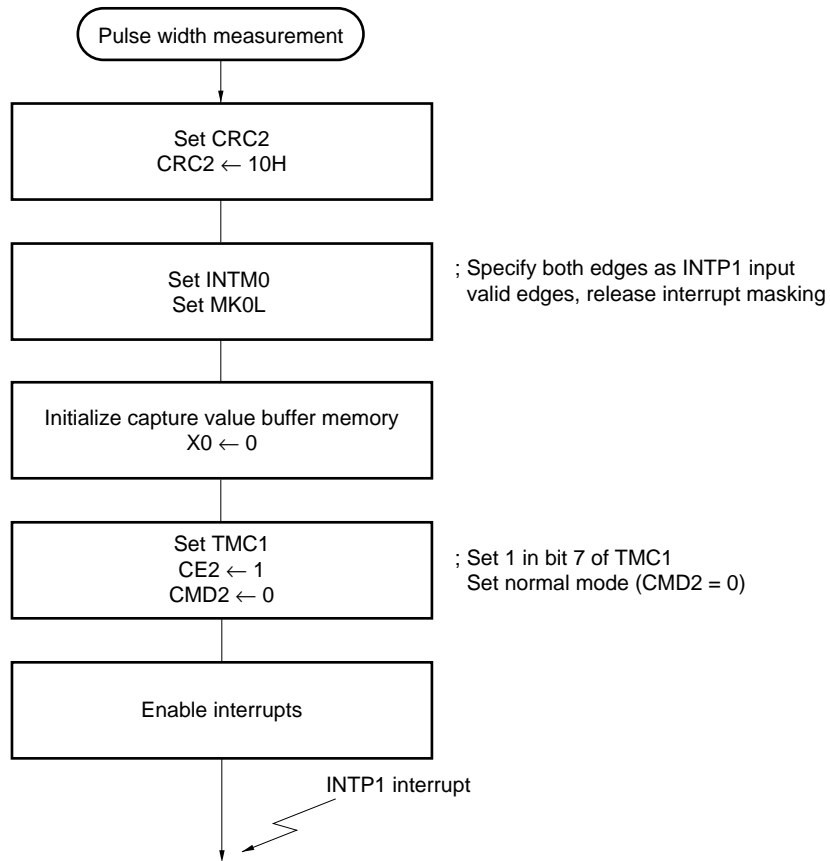 Pulse width measurement
Set CRC2
CRC2 ← 10H
Set INTM0
Set MK0L
; Specify both edges as INTP1 input
valid edges, release interrupt masking
Initialize capture value buffer memory
X0 ← 0
Set TMC1
CE2 ← 1
CMD2 ← 0
; Set 1 in bit 7 of TMC1
Set normal mode (CMD2 = 0)
Enable interrupts
INTP1 interrupt